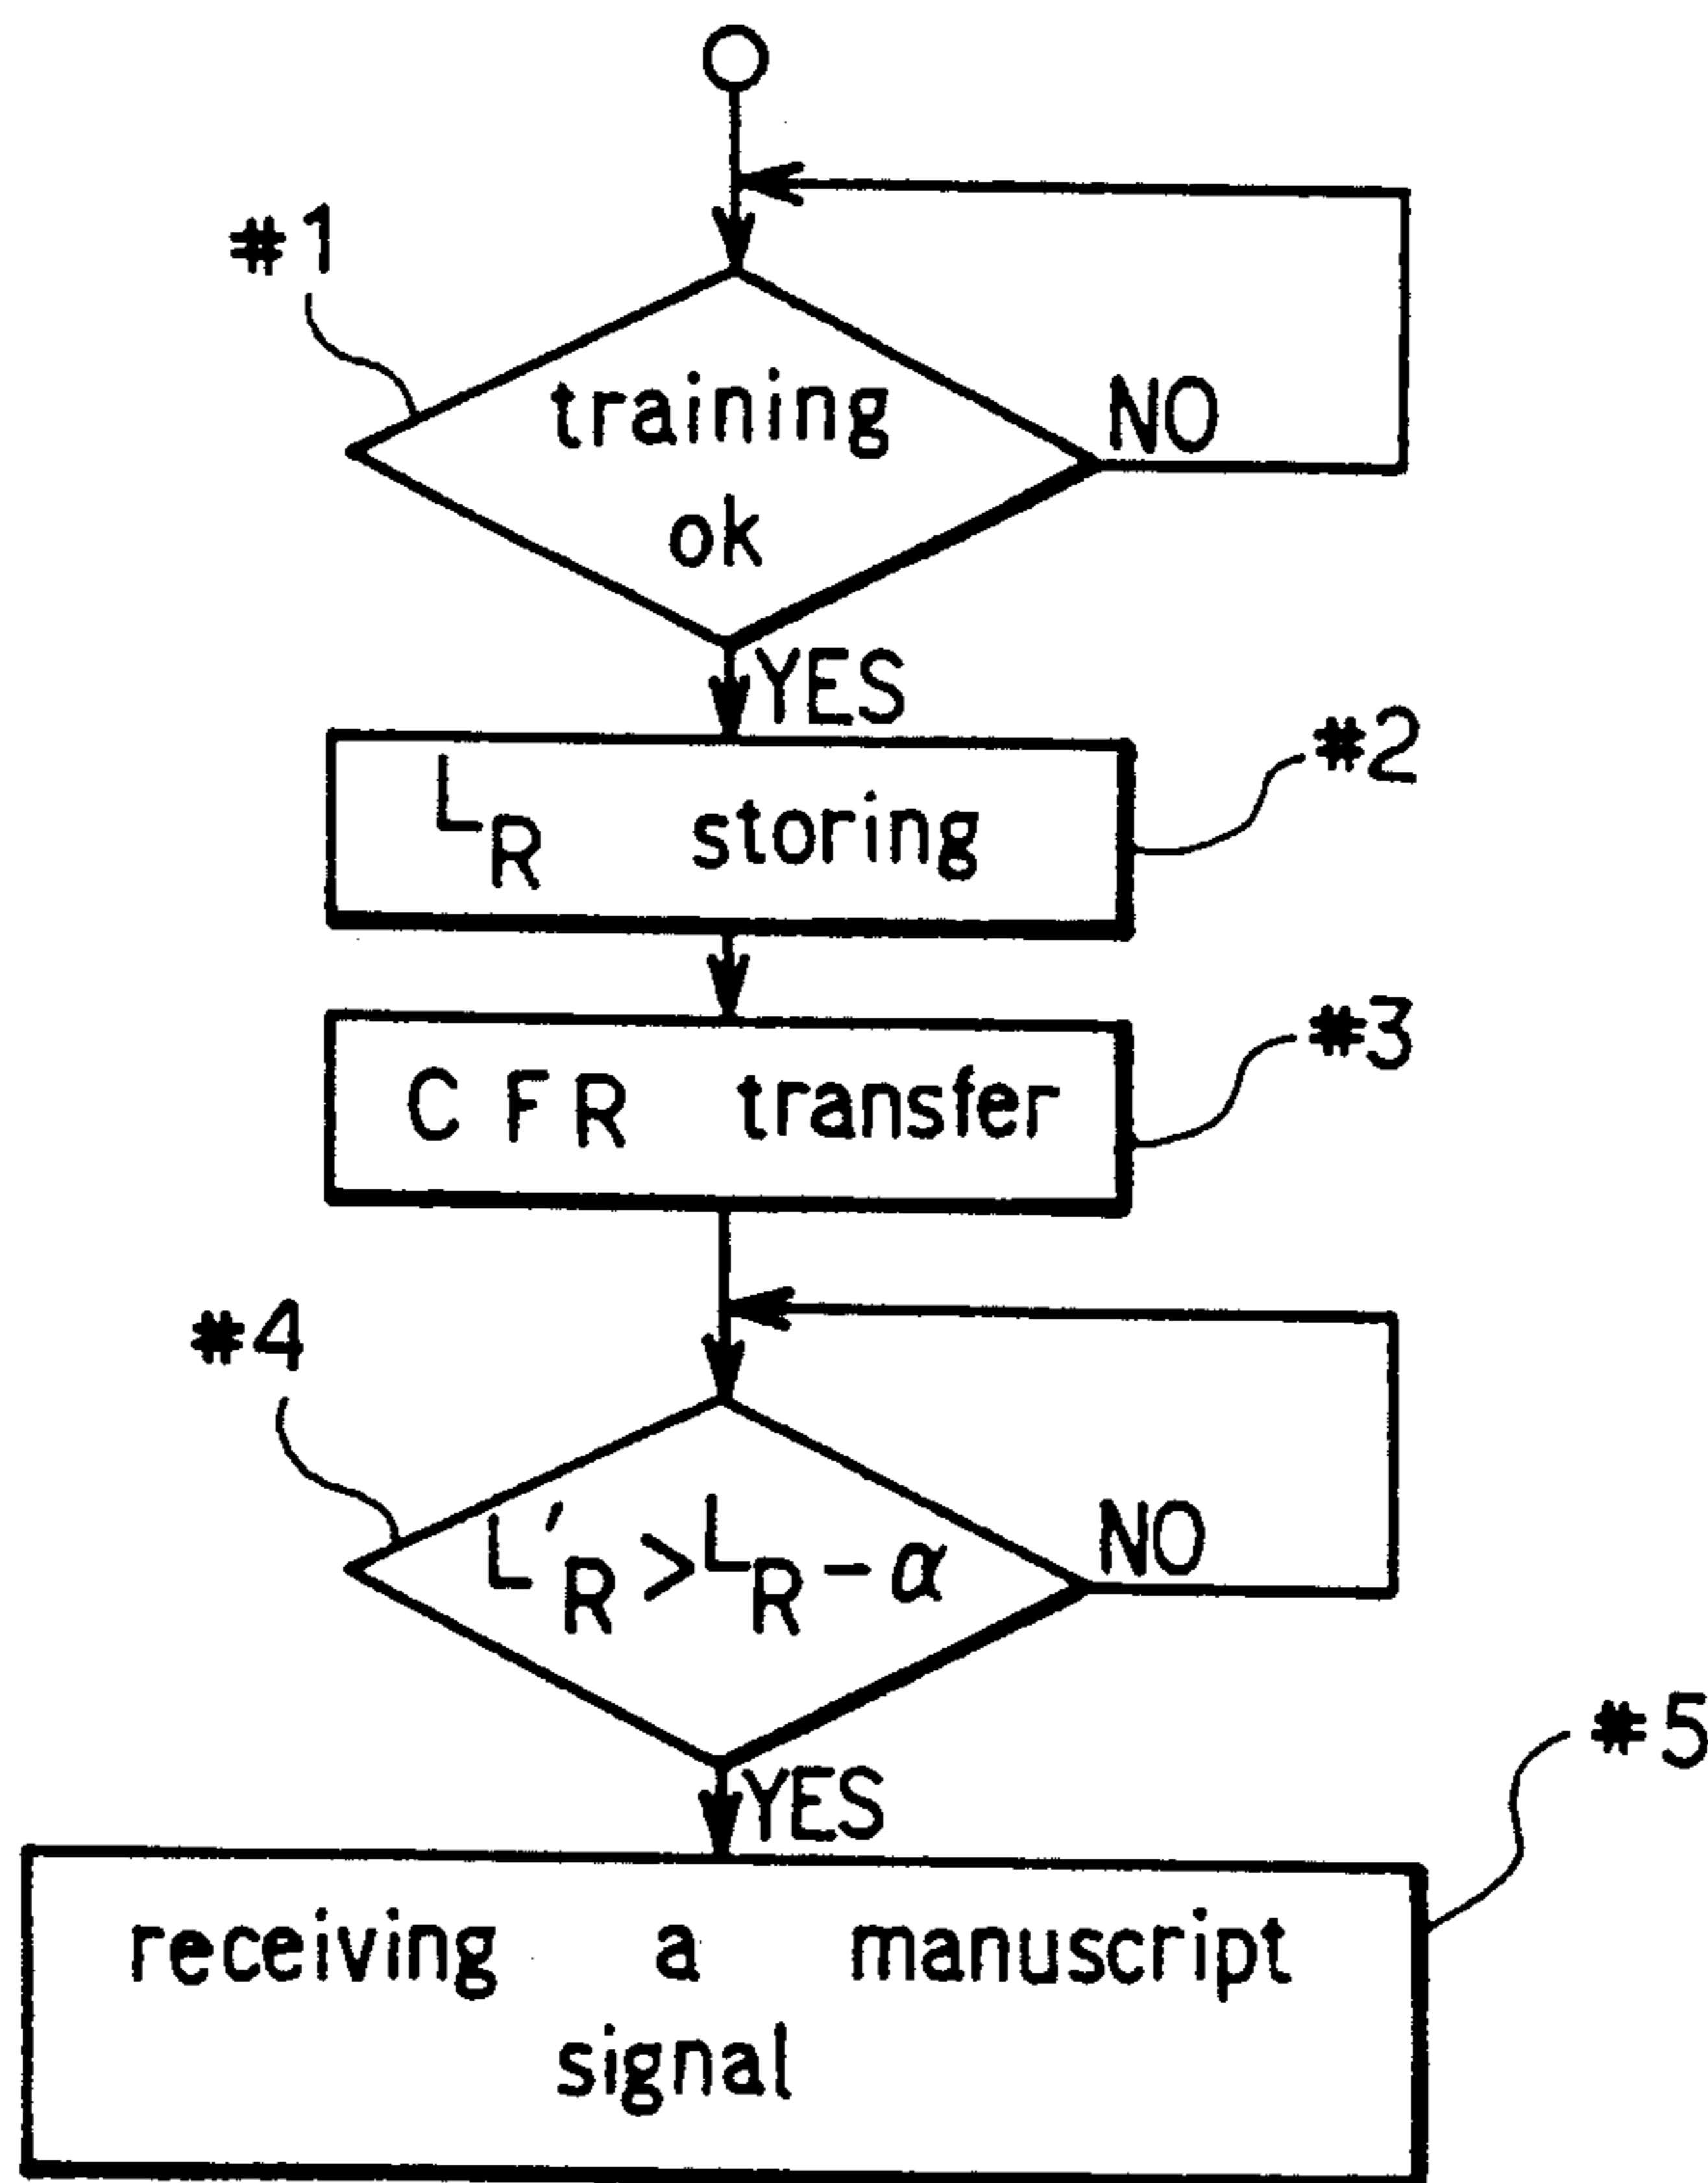 #1
training
ok
NO
YES
#2
L_R storing
#3
C F R transfer
#4
L'_R > L_R - α
NO
YES
#5
receiving a manuscript
signal